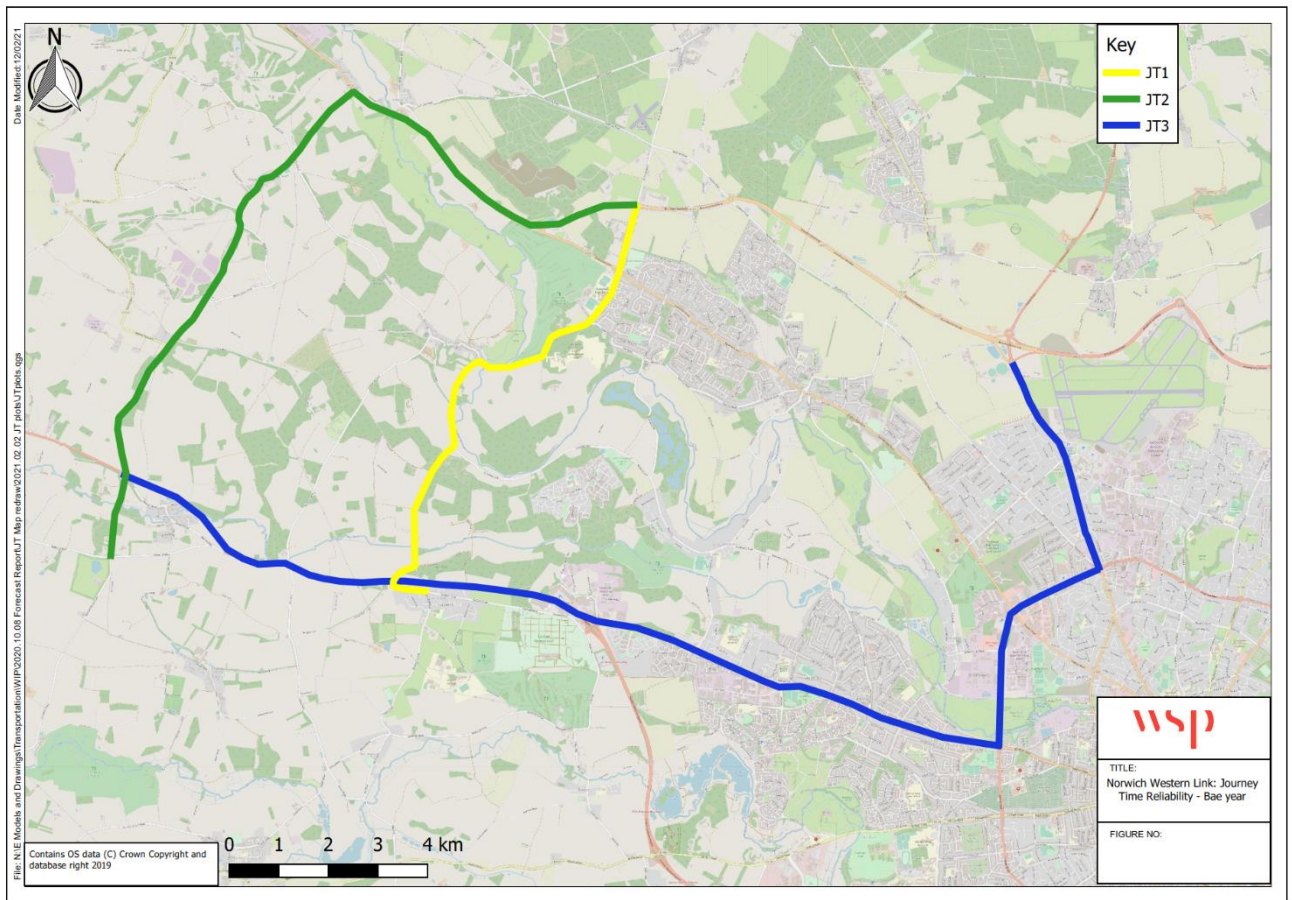 Date Modified:12/02/21
N
Key
JT1
JT2
JT3
wsp
TITLE:
Norwich Western Link: Journey
Time Reliability - Bae year
FIGURE NO:
0 1 2 3 4 km
Contains OS data (C) Crown Copyright and
database right 2019
File: N:\E Models and Drawings\Transportation\WIP\2020.10.08 Forecast Report\JT Map redraw\2021.02.02 JT plots\JTplots.qgs